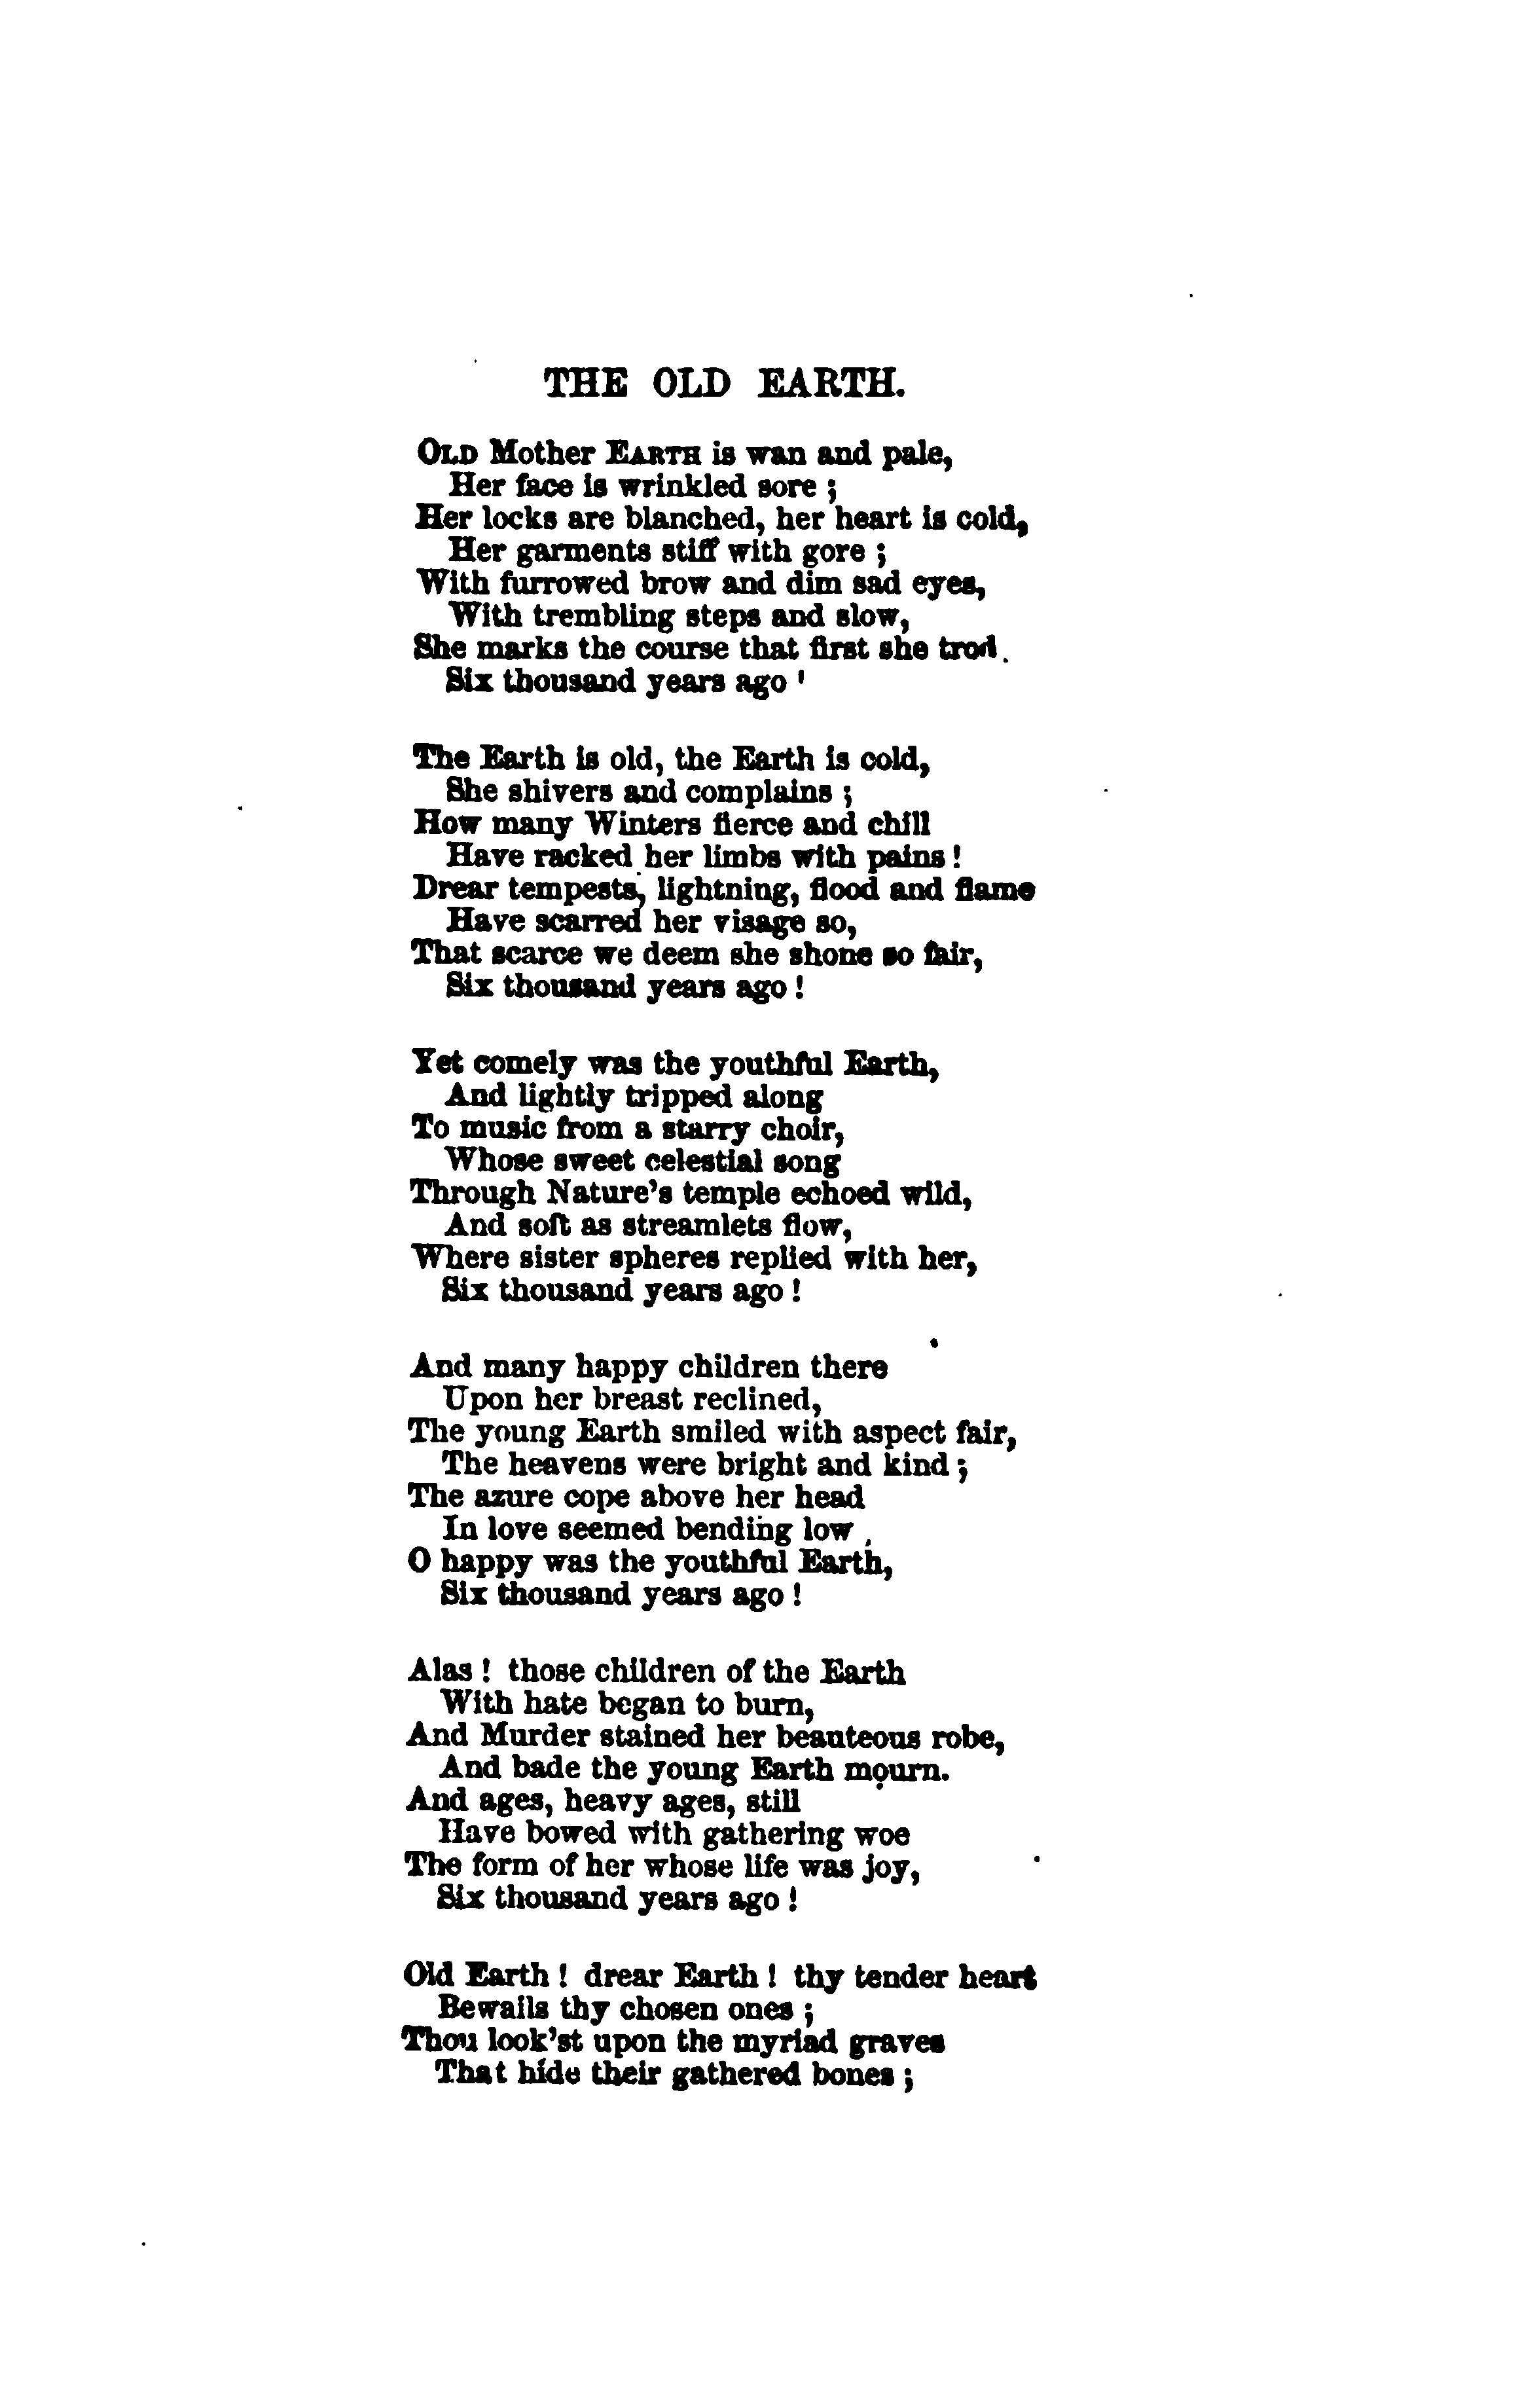 THE OLD EARTH.
OLD Mother EARTH is wan and pale,
Her face is wrinkled sore ;
Her locks are blanched, her heart is cold,
Her garments stiff with gore ;
With furrowed brow and dim sad eyes,
With trembling steps and slow,
She marks the course that first she trod.
Six thousand years ago '
The Earth is old, the Earth is cold,
She shivers and complains ;
How many Winters fierce and chill
Have racked her limbs with pains !
Drear tempests, lightning, flood and flame
Have scarred her visage so,
That scarce we deem she shone so fair,
Six thousand years ago !
Yet comely was the youthful Earth,
And lightly tripped along
To music from a starry choir,
Whose sweet celestial song
Through Nature's temple echoed wild,
And soft as streamlets flow,
Where sister spheres replied with her,
Six thousand years ago !
And many happy children there
Upon her breast reclined,
The young Earth smiled with aspect fair,
The heavens were bright and kind ;
The azure cope above her head
In love seemed bending low,
O happy was the youthful Earth,
Six thousand years ago !
Alas ! those children of the Earth
With hate began to burn,
And Murder stained her beauteous robe,
And bade the young Earth mourn.
And ages, heavy ages, still
Have bowed with gathering woe
The form of her whose life was joy,
Six thousand years ago !
Old Earth ! drear Earth ! thy tender heart
Bewails thy chosen ones ;
Thou look'st upon the myriad graves
That hide their gathered bones ;